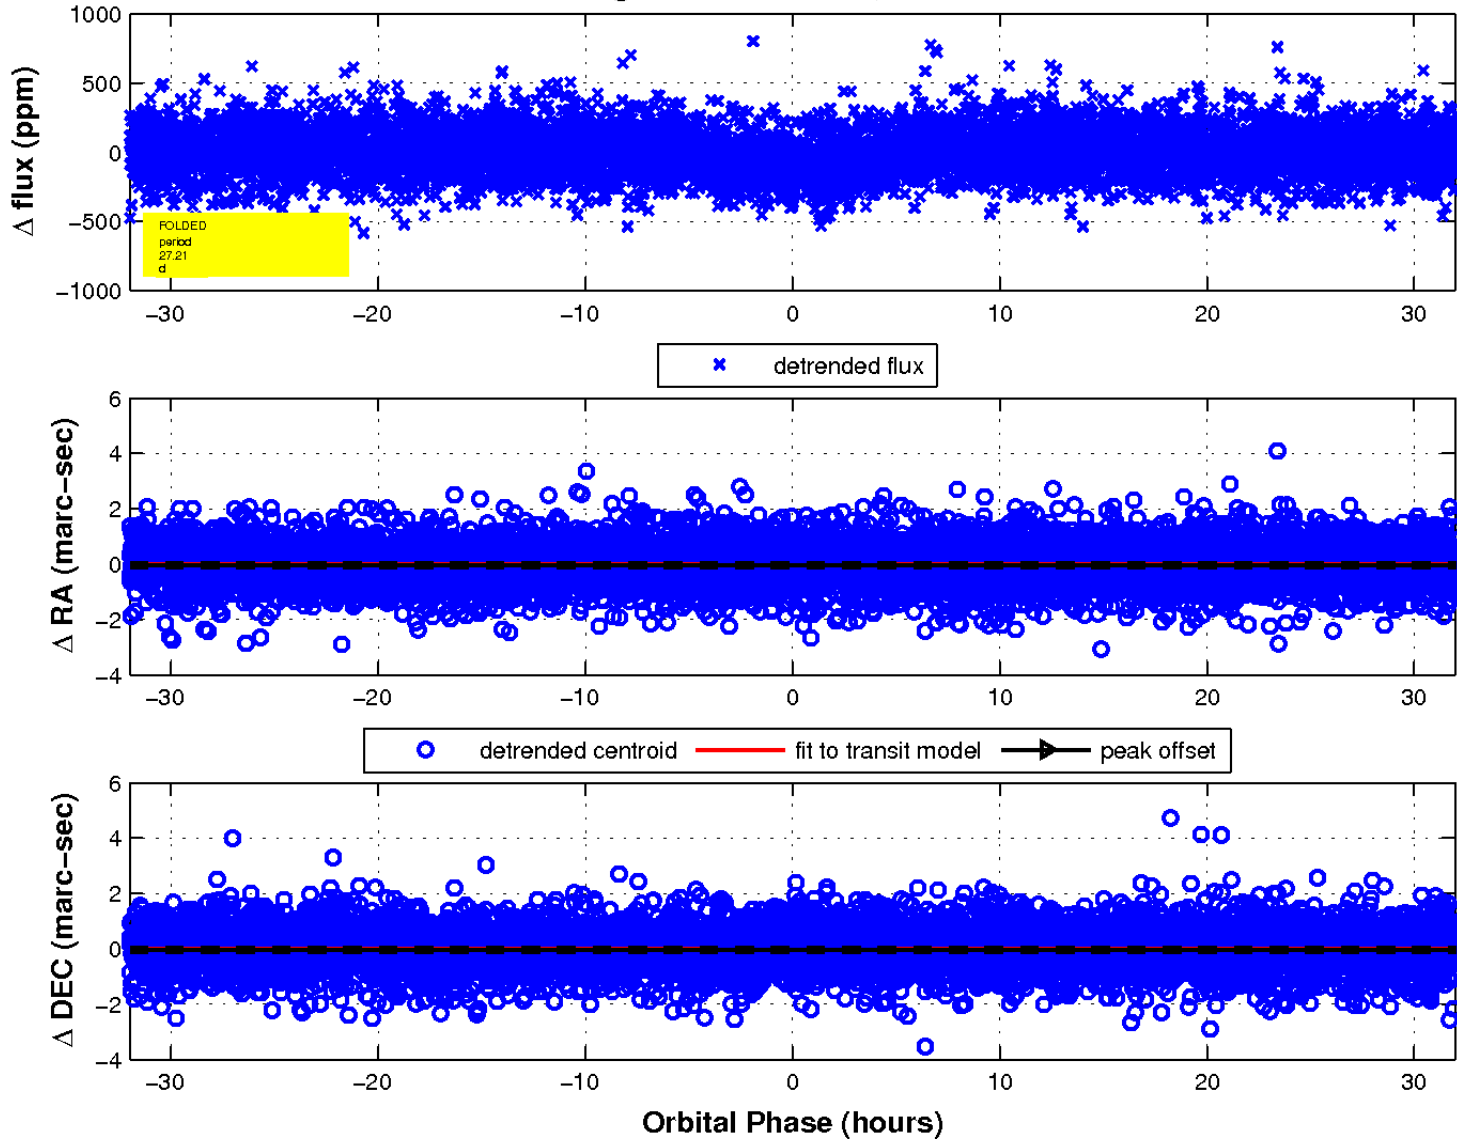 1000
500
0
−500
−1000
Δ flux (ppm)
FOLDED
period
27.21
d
−30 −20 −10 0 10 20 30
detrended flux
6
4
2
0
−2
−4
Δ RA (marc−sec)
−30 −20 −10 0 10 20 30
detrended centroid fit to transit model peak offset
6
4
2
0
−2
−4
Δ DEC (marc−sec)
−30 −20 −10 0 10 20 30
Orbital Phase (hours)